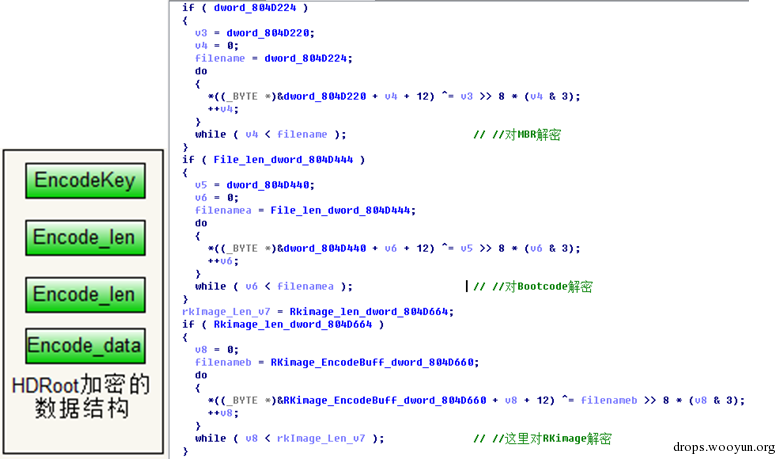 EncodeKey
Encode_len
Encode_len
Encode_data
HDRoot加密的
数据结构
if ( dword_804D224 )
{
v3 = dword_804D220;
v4 = 0;
filename = dword_804D224;
do
{
*((_BYTE *)&dword_804D220 + v4 + 12) ^= v3 >> 8 * (v4 & 3);
++v4;
}
while ( v4 < filename ); // //对MBR解密
}
if ( File_len_dword_804D444 )
{
v5 = dword_804D440;
v6 = 0;
filenamea = File_len_dword_804D444;
do
{
*((_BYTE *)&dword_804D440 + v6 + 12) ^= v5 >> 8 * (v6 & 3);
++v6;
}
while ( v6 < filenamea ); // //对Bootcode解密
}
rkImage_Len_v7 = Rkimage_len_dword_804D664;
if ( Rkimage_len_dword_804D664 )
{
v8 = 0;
filenameb = RKimage_EncodeBuff_dword_804D660;
do
{
*((_BYTE *)&RKimage_EncodeBuff_dword_804D660 + v8 + 12) ^= filenameb >> 8 * (v8 & 3);
++v8;
}
while ( v8 < rkImage_Len_v7 ); // //这里对RKimage解密
}
drops.wooyun.org